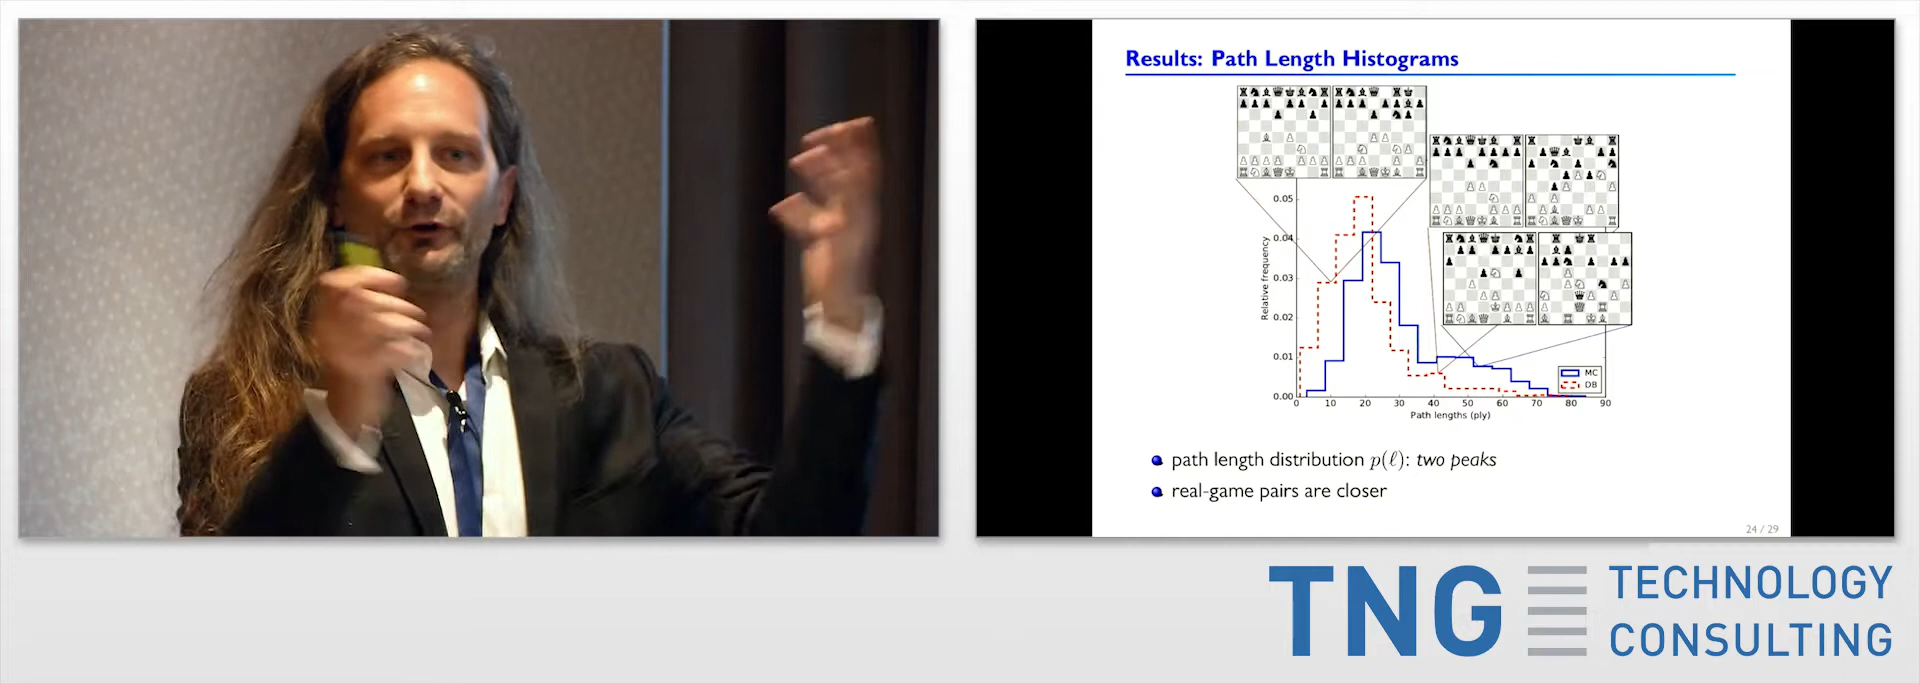 Results: Path Length Histograms
0.05
0.04
0.03
0.02
0.01
0.00
Relative frequency
0 10 20 30 40 50 60 70 80 90
Path lengths (ply)
MC
DB
path length distribution p(ℓ): two peaks
real-game pairs are closer
24 / 29
TNG TECHNOLOGY
CONSULTING